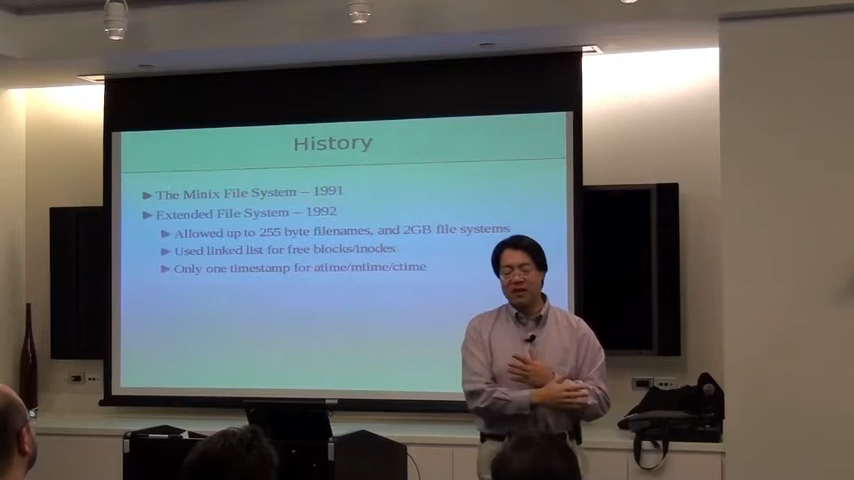 History
The Minix File System – 1991
Extended File System – 1992
Allowed up to 255 byte filenames, and 2GB file systems
Used linked list for free blocks/inodes
Only one timestamp for atime/mtime/ctime